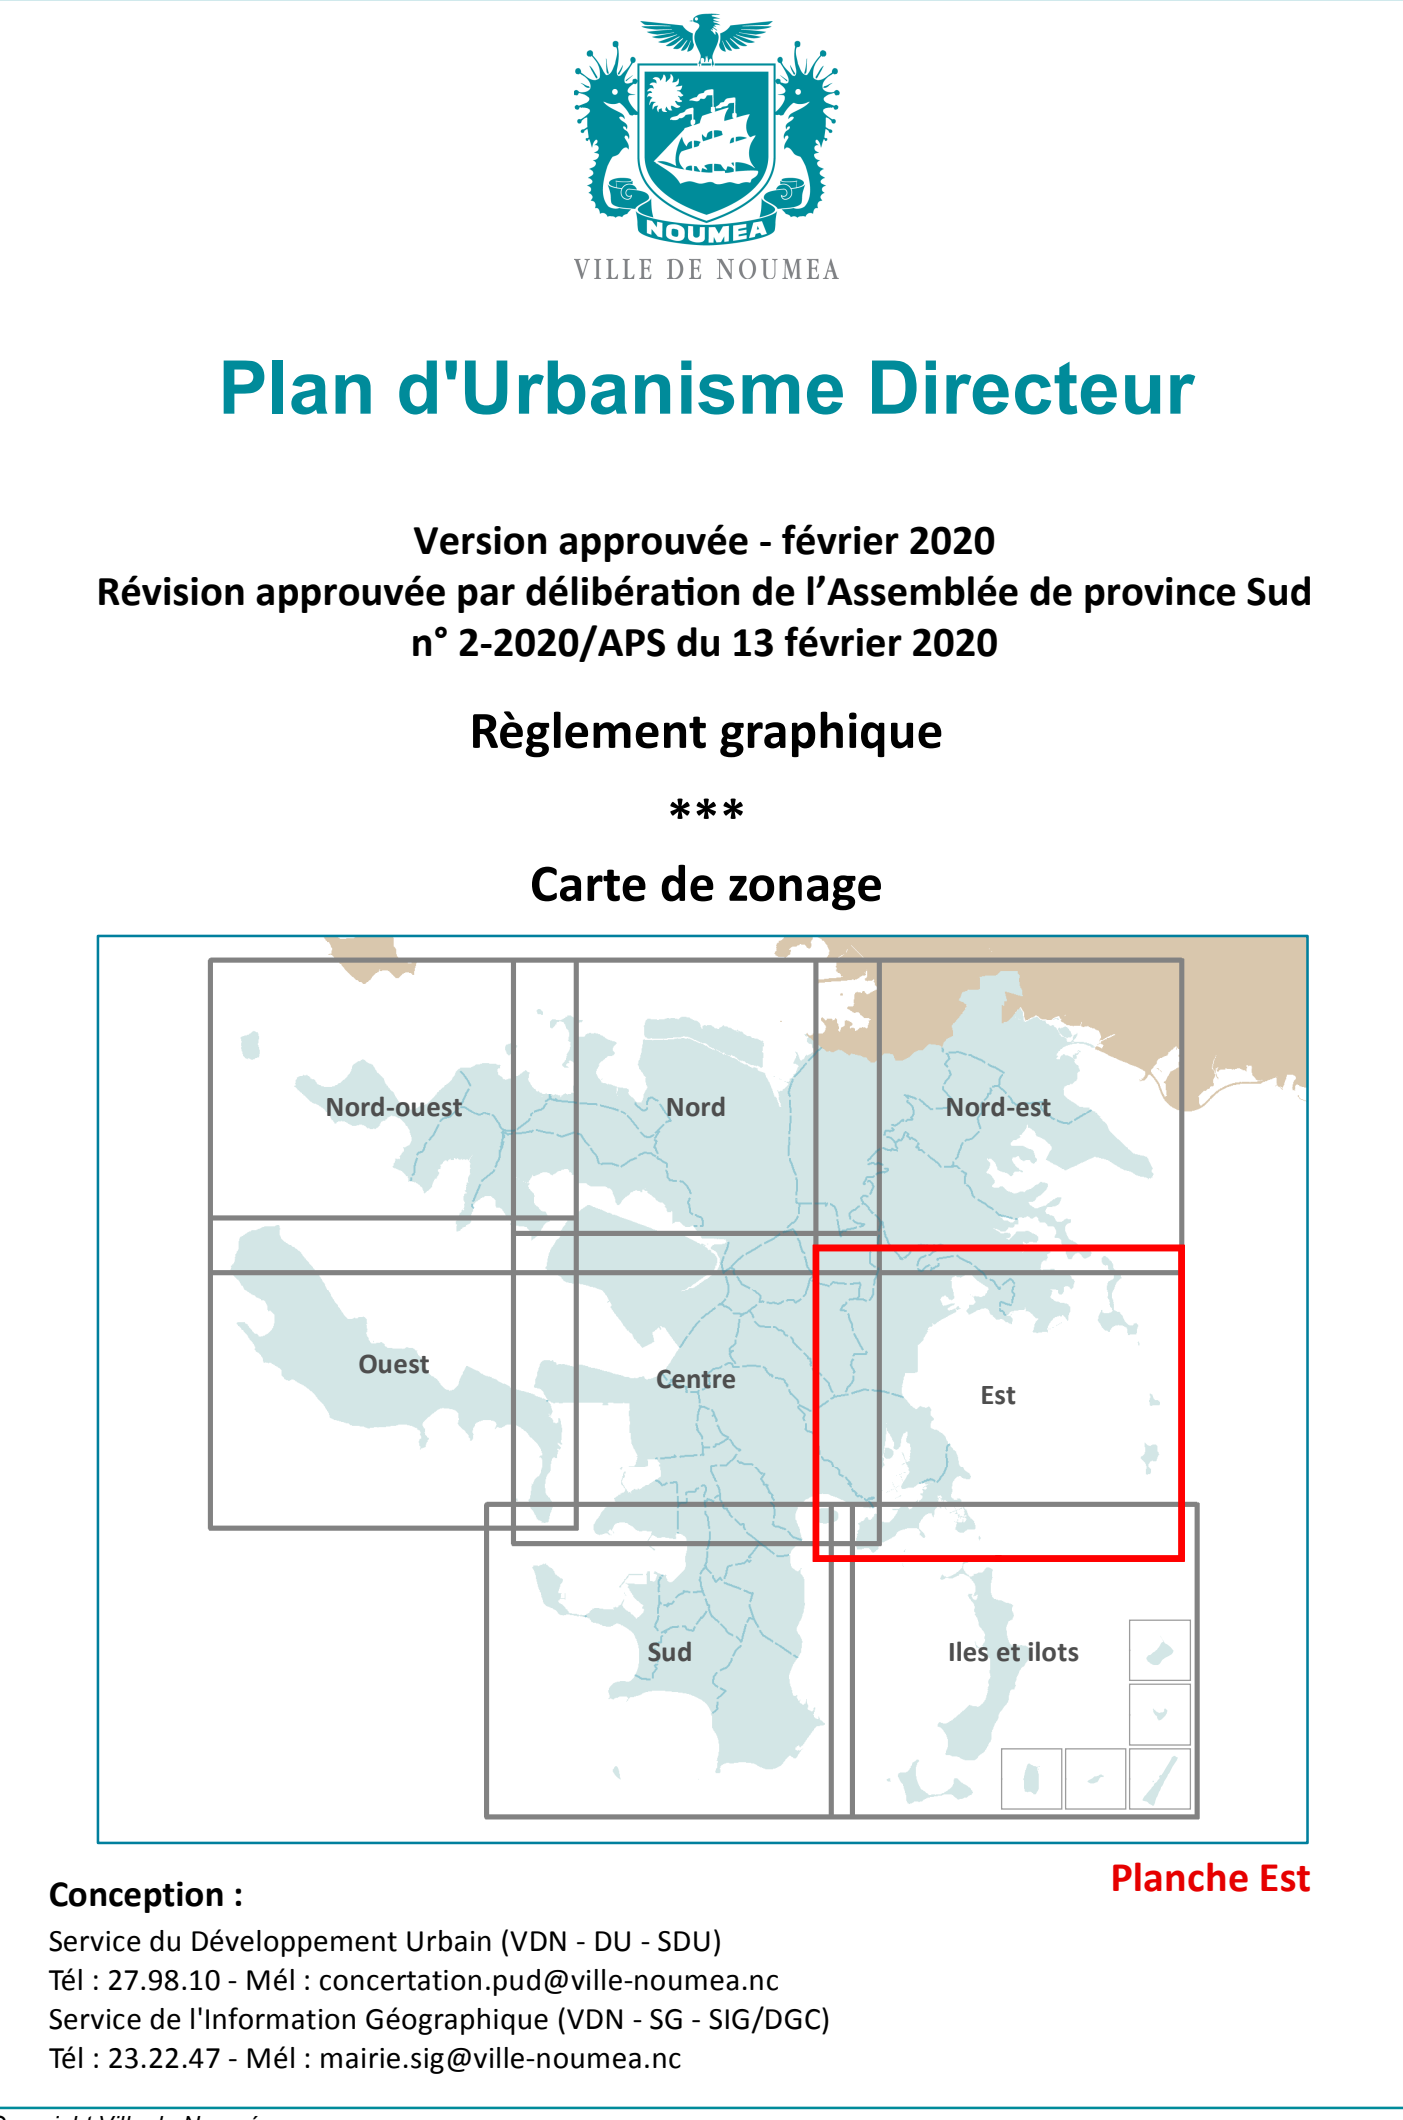 NOUMEA
VILLE DE NOUMEA
Plan d'Urbanisme Directeur
Version approuvée - février 2020
Révision approuvée par délibération de l’Assemblée de province Sud
n° 2-2020/APS du 13 février 2020
Règlement graphique
***
Carte de zonage
Nord-ouest
Nord
Nord-est
Ouest
Centre
Est
Sud
Iles et ilots
Planche Est
Conception :
Service du Développement Urbain (VDN - DU - SDU)
Tél : 27.98.10 - Mél : concertation.pud@ville-noumea.nc
Service de l'Information Géographique (VDN - SG - SIG/DGC)
Tél : 23.22.47 - Mél : mairie.sig@ville-noumea.nc